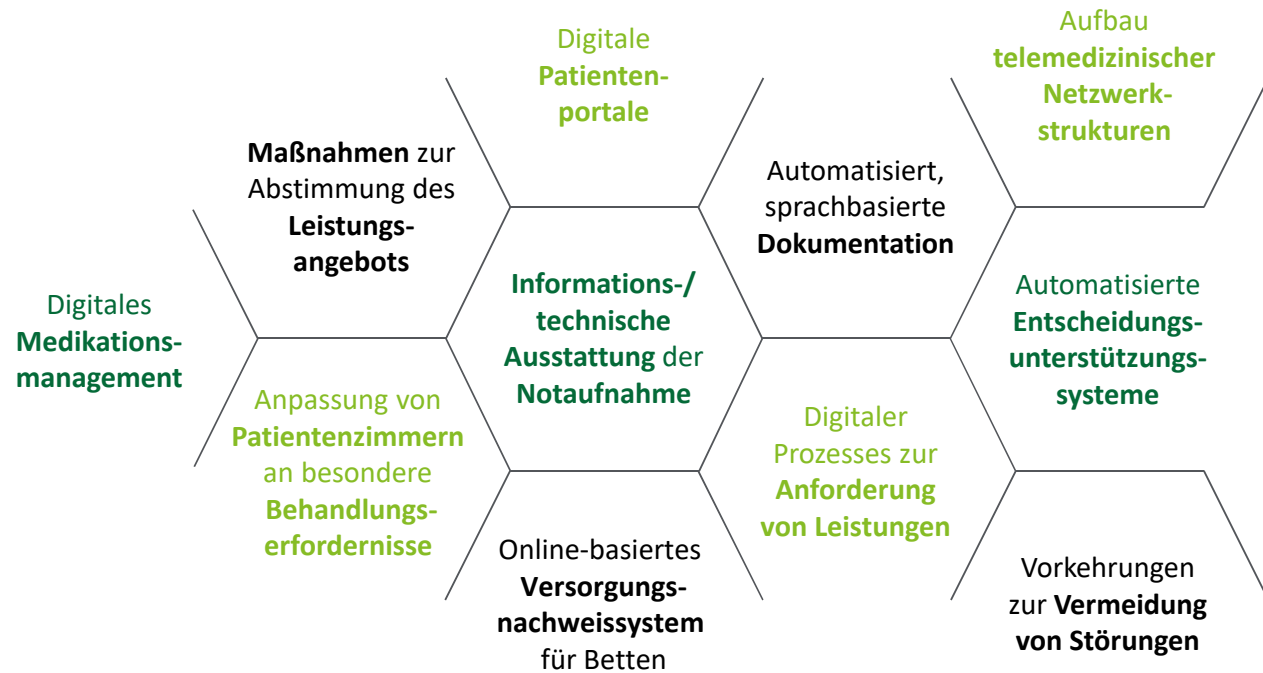 Digitale
Patienten-
portale
Aufbau
telemedizinischer
Netzwerk-
strukturen
Maßnahmen zur
Abstimmung des
Leistungs-
angebots
Automatisiert,
sprachbasierte
Dokumentation
Digitales
Medikations-
management
Informations-/
technische
Ausstattung der
Notaufnahme
Automatisierte
Entscheidungs-
unterstützungs-
systeme
Anpassung von
Patientenzimmern
an besondere
Behandlungs-
erfordernisse
Digitaler
Prozesses zur
Anforderung
von Leistungen
Online-basiertes
Versorgungs-
nachweissystem
für Betten
Vorkehrungen
zur Vermeidung
von Störungen